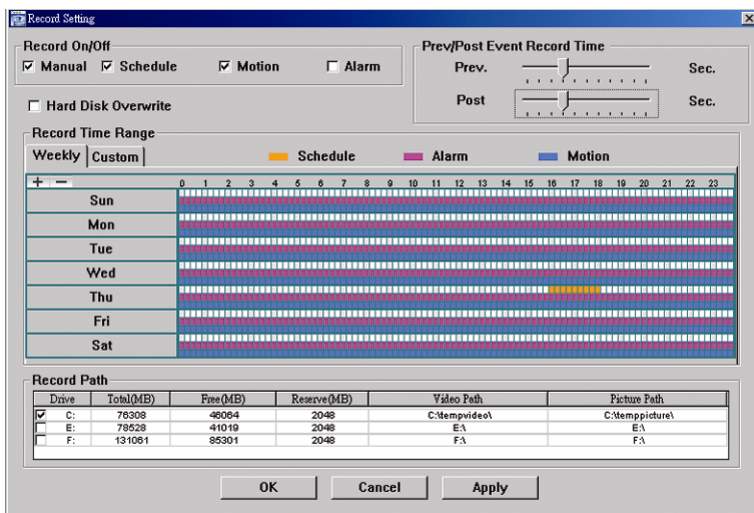 Record Setting
Record On/Off
Manual Schedule Motion Alarm
Prev/Post Event Record Time
Prev. Sec.
Post Sec.
Hard Disk Overwrite
Record Time Range
Weekly Custom Schedule Alarm Motion
+ - 0 1 2 3 4 5 6 7 8 9 10 11 12 13 14 15 16 17 18 19 20 21 22 23
Sun
Mon
Tue
Wed
Thu
Fri
Sat
Record Path
Drive Total(MB) Free(MB) Reserve(MB) Video Path Picture Path
C: 76308 46064 2048 C:\tempvideo\ C:\temppicture\
E: 78528 41019 2048 E:\ E:\
F: 131061 85301 2048 F:\ F:\
OK Cancel Apply